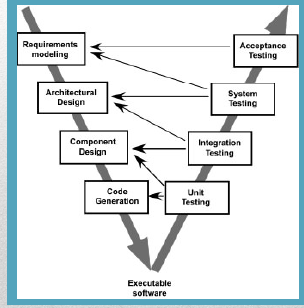 Requirements
modeling
Acceptance
Testing
Architectural
Design
System
Testing
Component
Design
Integration
Testing
Code
Generation
Unit
Testing
Executable
software